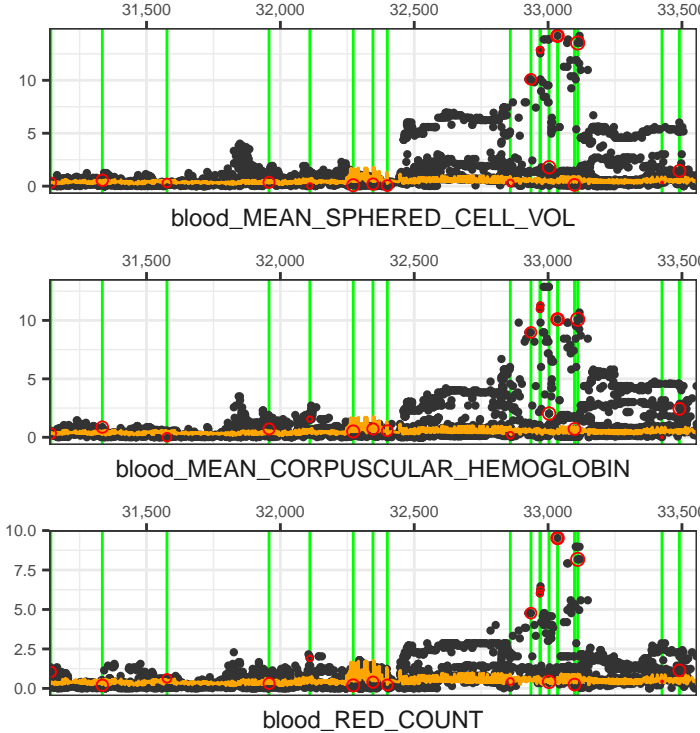 31,500 32,000 32,500 33,000 33,500
10
5
0
blood_MEAN_SPHERED_CELL_VOL
31,500 32,000 32,500 33,000 33,500
10
5
0
blood_MEAN_CORPUSCULAR_HEMOGLOBIN
31,500 32,000 32,500 33,000 33,500
10.0
7.5
5.0
2.5
0.0
blood_RED_COUNT